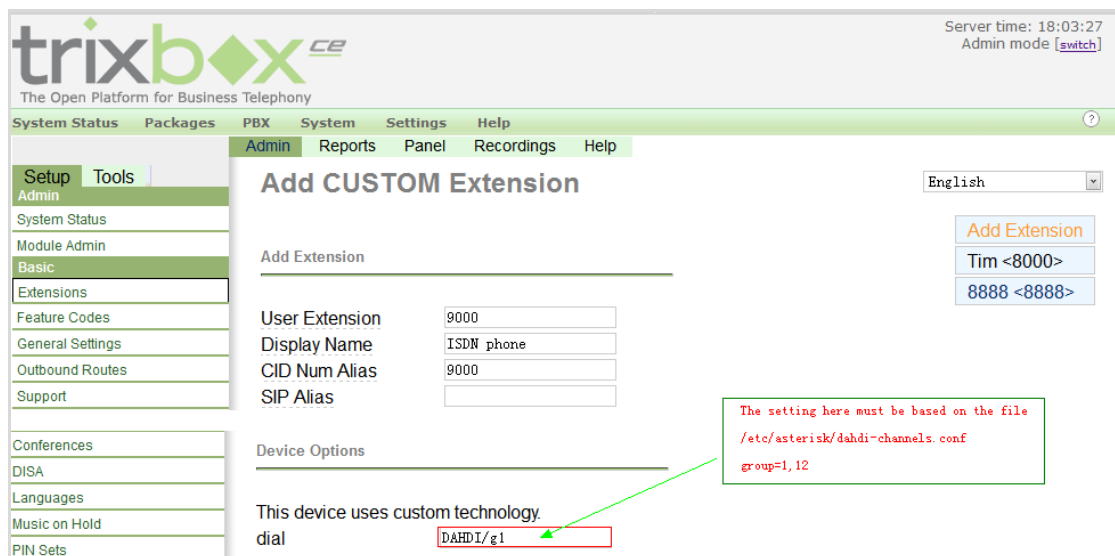 trixbox ce
The Open Platform for Business Telephony
Server time: 18:03:27
Admin mode [switch]
System Status Packages PBX System Settings Help ?
Admin Reports Panel Recordings Help
Setup Tools
Admin
System Status
Module Admin
Basic
Extensions
Feature Codes
General Settings
Outbound Routes
Support
Conferences
DISA
Languages
Music on Hold
PIN Sets
Add CUSTOM Extension
English
Add Extension
Tim <8000>
8888 <8888>
Add Extension
User Extension 9000
Display Name ISDN phone
CID Num Alias 9000
SIP Alias
Device Options
This device uses custom technology.
dial DAHDI/g1
The setting here must be based on the file
/etc/asterisk/dahdi-channels.conf
group=1,12